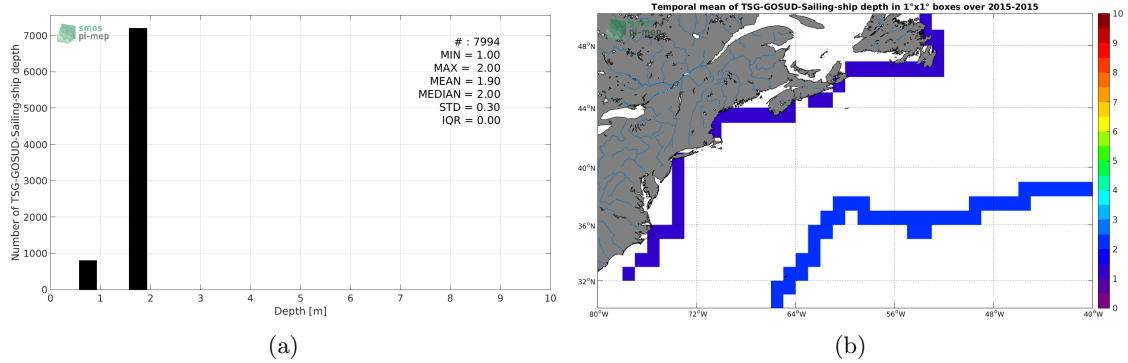 smos
pi-mep
# : 7994
MIN = 1.00
MAX = 2.00
MEAN = 1.90
MEDIAN = 2.00
STD = 0.30
IQR = 0.00
Number of TSG-GOSUD-Sailing-ship depth
7000
6000
5000
4000
3000
2000
1000
0
0 1 2 3 4 5 6 7 8 9 10
Depth [m]
(a)
Temporal mean of TSG-GOSUD-Sailing-ship depth in 1°x1° boxes over 2015-2015
smos
pi-mep
48°N
44°N
40°N
36°N
32°N
80°W 72°W 64°W 56°W 48°W 40°W
10
9
8
7
6
5
4
3
2
1
0
(b)